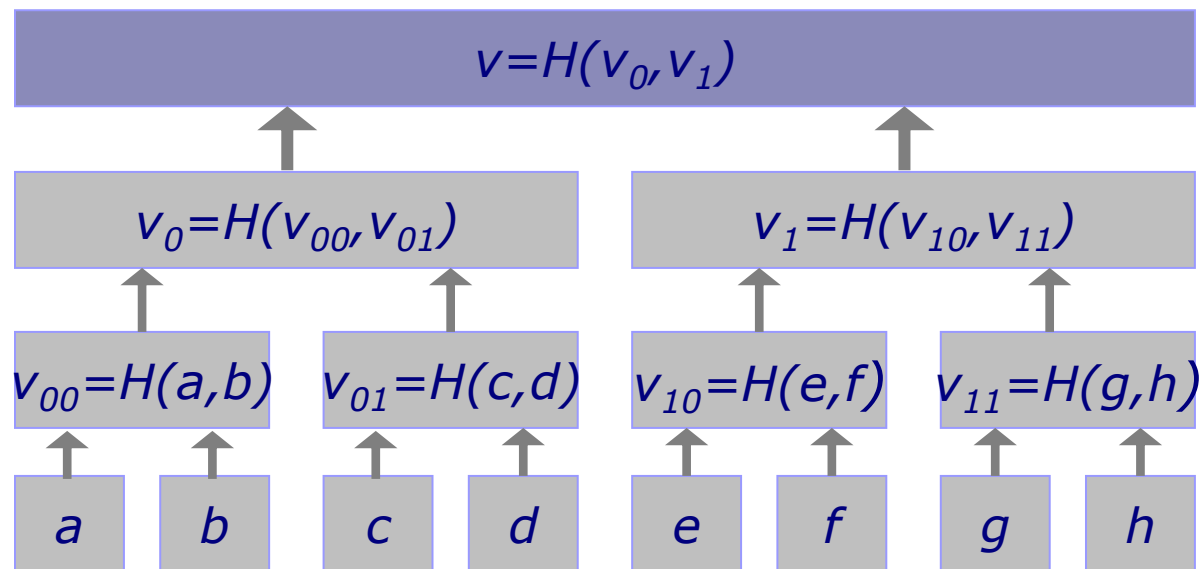 v=H(v₀,v₁)
v₀=H(v₀₀,v₀₁) v₁=H(v₁₀,v₁₁)
v₀₀=H(a,b) v₀₁=H(c,d) v₁₀=H(e,f) v₁₁=H(g,h)
a b c d e f g h